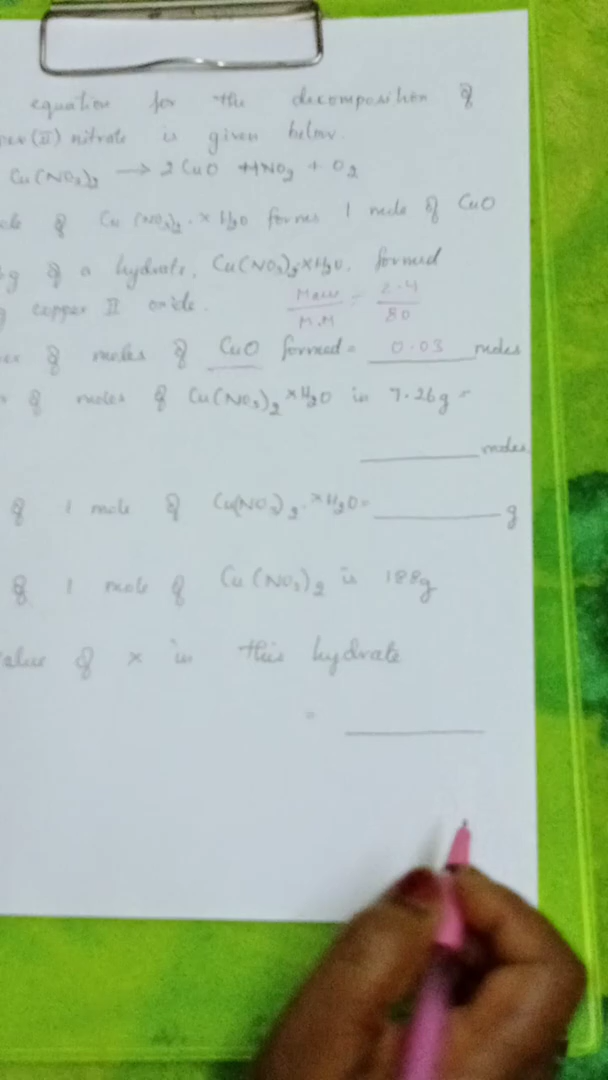 equation for the decomposition of
(II) nitrate is given below.
Cu(NO3)2 → 2CuO 4NO2 + O2
of Cu(NO3)2.xH2O forms 1 mole of CuO
g of a hydrate, Cu(NO3)2xH2O, formed
g copper II oxide. Mass/M.M = 2.4/80
of moles of CuO formed = 0.03 moles
of moles of Cu(NO3)2xH2O in 7.26g =
moles
of 1 mole of Cu(NO3)2.xH2O= g
of 1 mole of Cu(NO3)2 is 188g
value of x in this hydrate
=